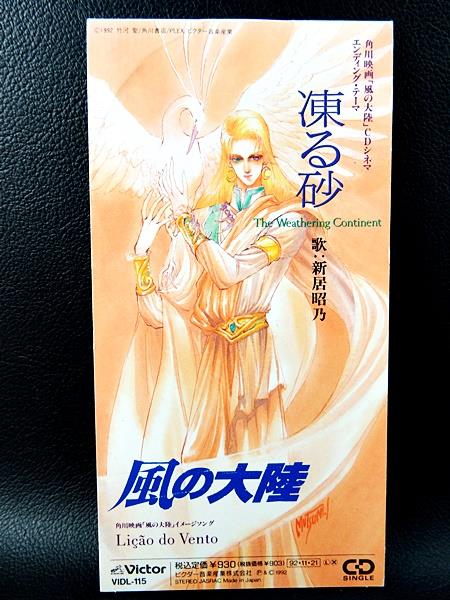 ©1992 竹河 聖/角川書店/PLEX,ビクター音楽産業
角川映画「風の大陸」CDシネマ
エンディング・テーマ
凍る砂
The Weathering Continent
歌:新居昭乃
風の大陸
角川映画「風の大陸」イメージソング
Lição do Vento
Victor
VIDL-115
税込定価¥930(税抜価格¥903) 92・11・21 L X
ビクター音楽産業株式会社 ℗&©1992
STEREO JASRAC Made in Japan
CD
SINGLE